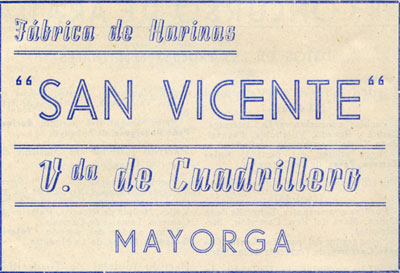 Fábrica de Harinas
"SAN VICENTE"
V.da de Cuadrillero
MAYORGA